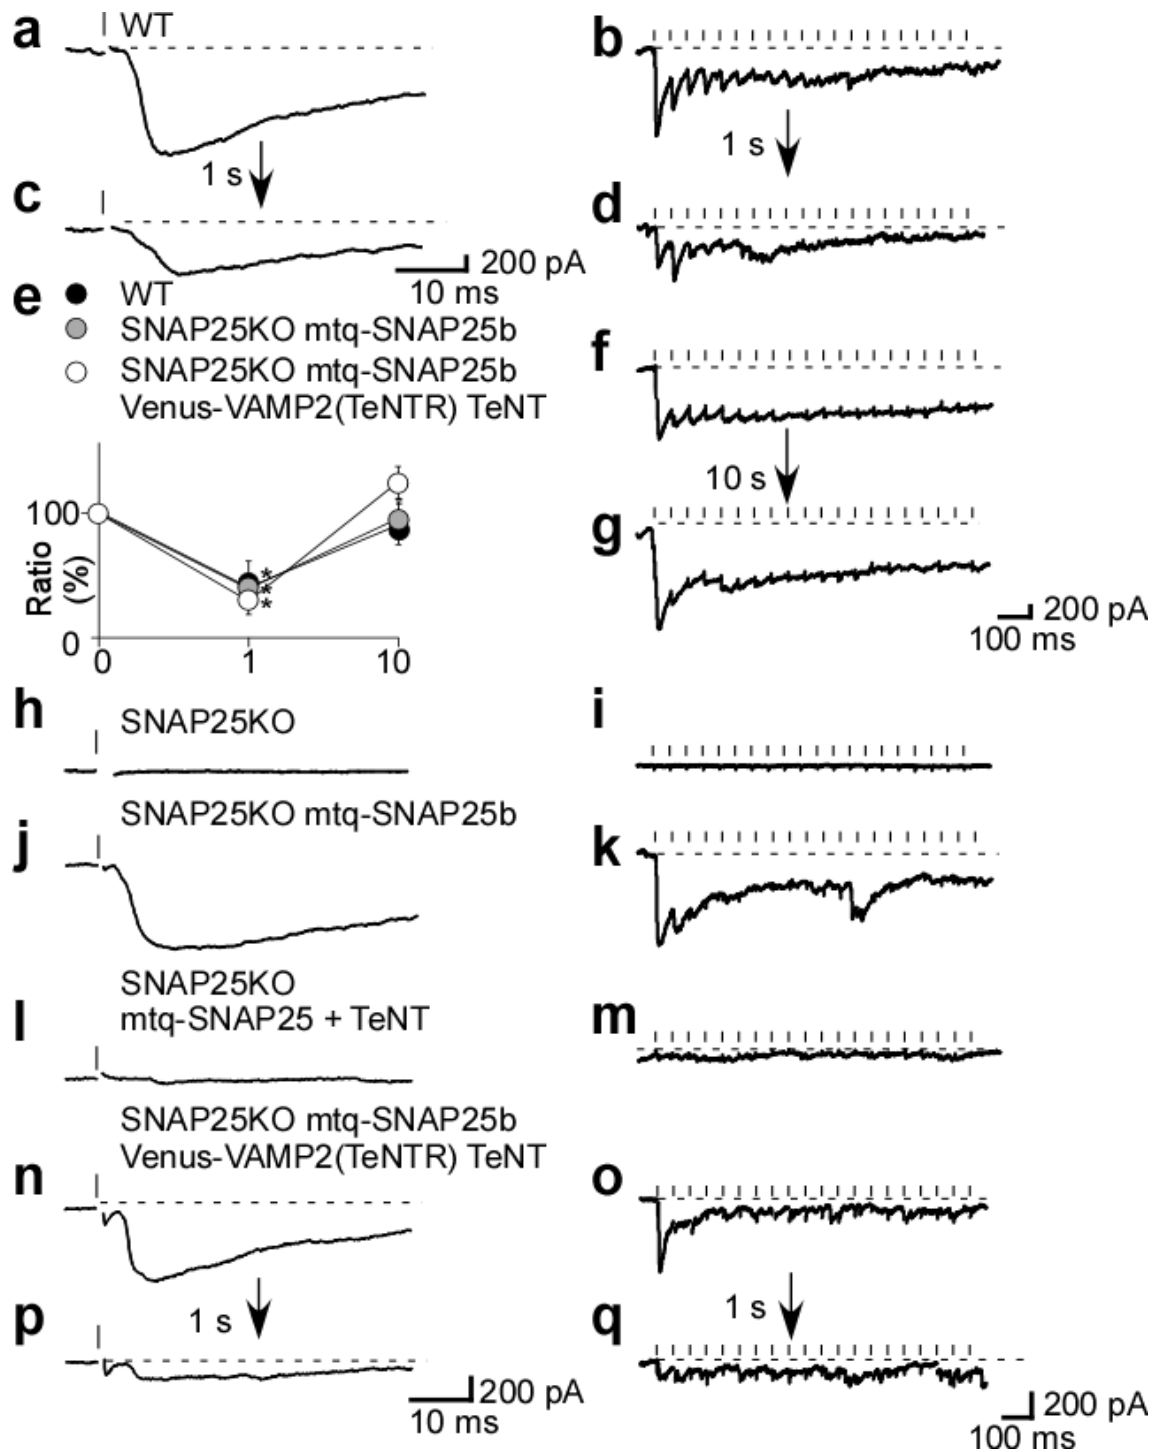 a WT
b
1 s
1 s
c
d
200 pA
10 ms
e WT
SNAP25KO mtq-SNAP25b
SNAP25KO mtq-SNAP25b
Venus-VAMP2(TeNTR) TeNT
f
10 s
g
100
Ratio
(%)
* 
*
*
0
0 1 10
200 pA
100 ms
h SNAP25KO
i
SNAP25KO mtq-SNAP25b
j
k
SNAP25KO
l mtq-SNAP25 + TeNT
m
SNAP25KO mtq-SNAP25b
Venus-VAMP2(TeNTR) TeNT
n
o
1 s
1 s
p
q
200 pA
10 ms
200 pA
100 ms